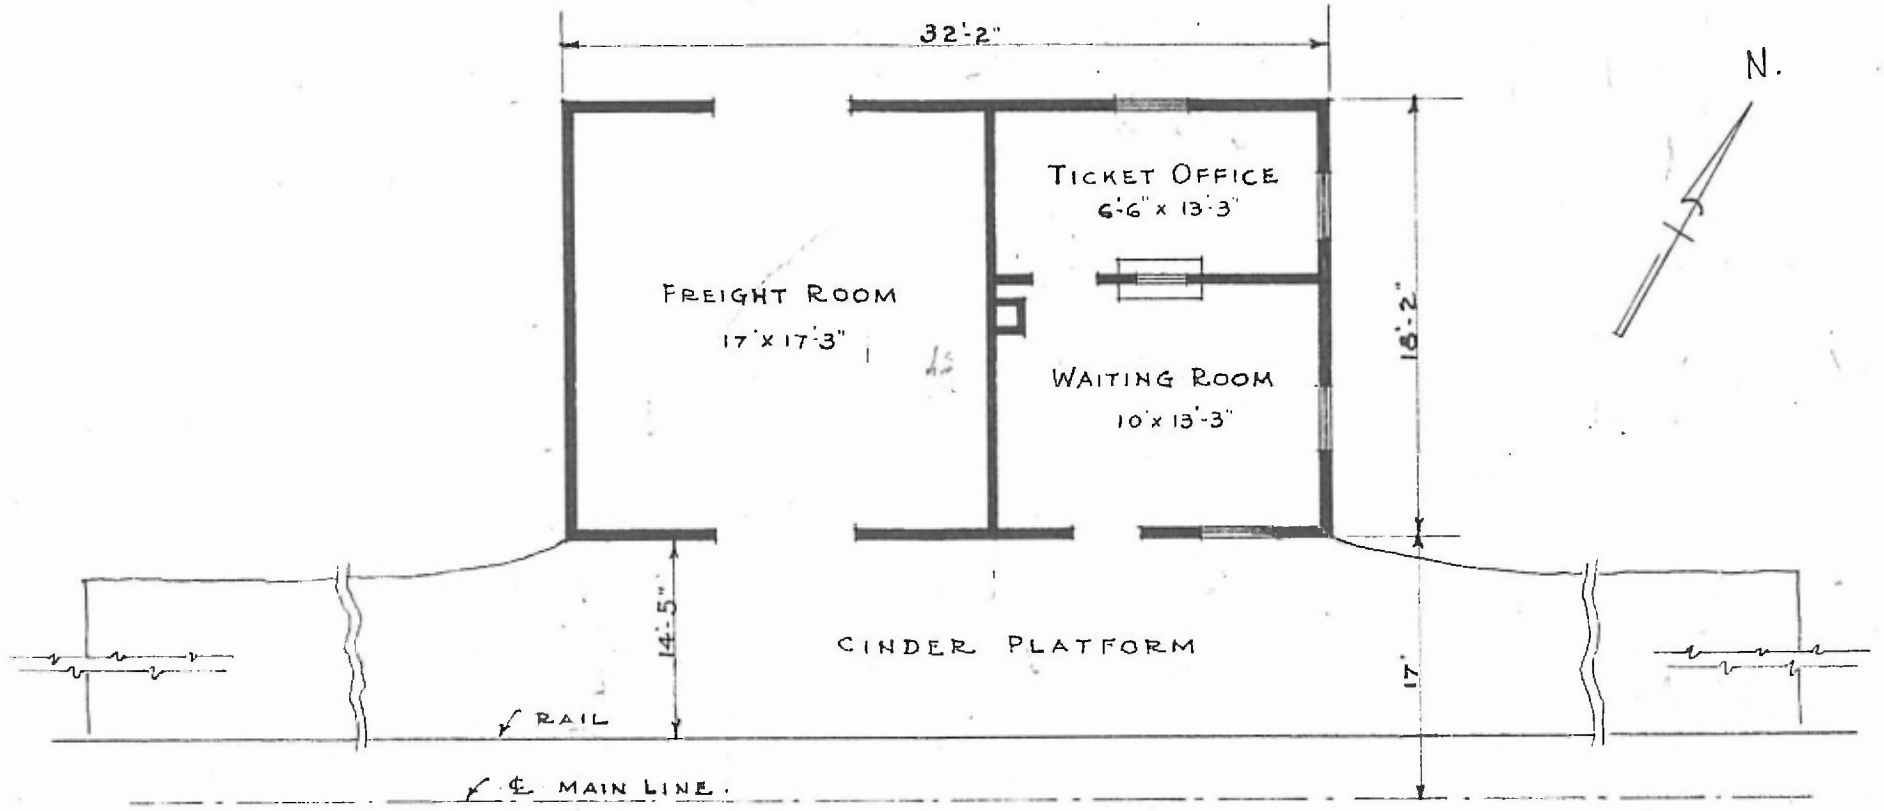 32'-2"
N.
TICKET OFFICE
6'-6" x 13'-3"
FREIGHT ROOM
17' x 17'-3"
WAITING ROOM
10' x 13'-3"
18'-2"
14'-5"
CINDER PLATFORM
17'
RAIL
℄ MAIN LINE.